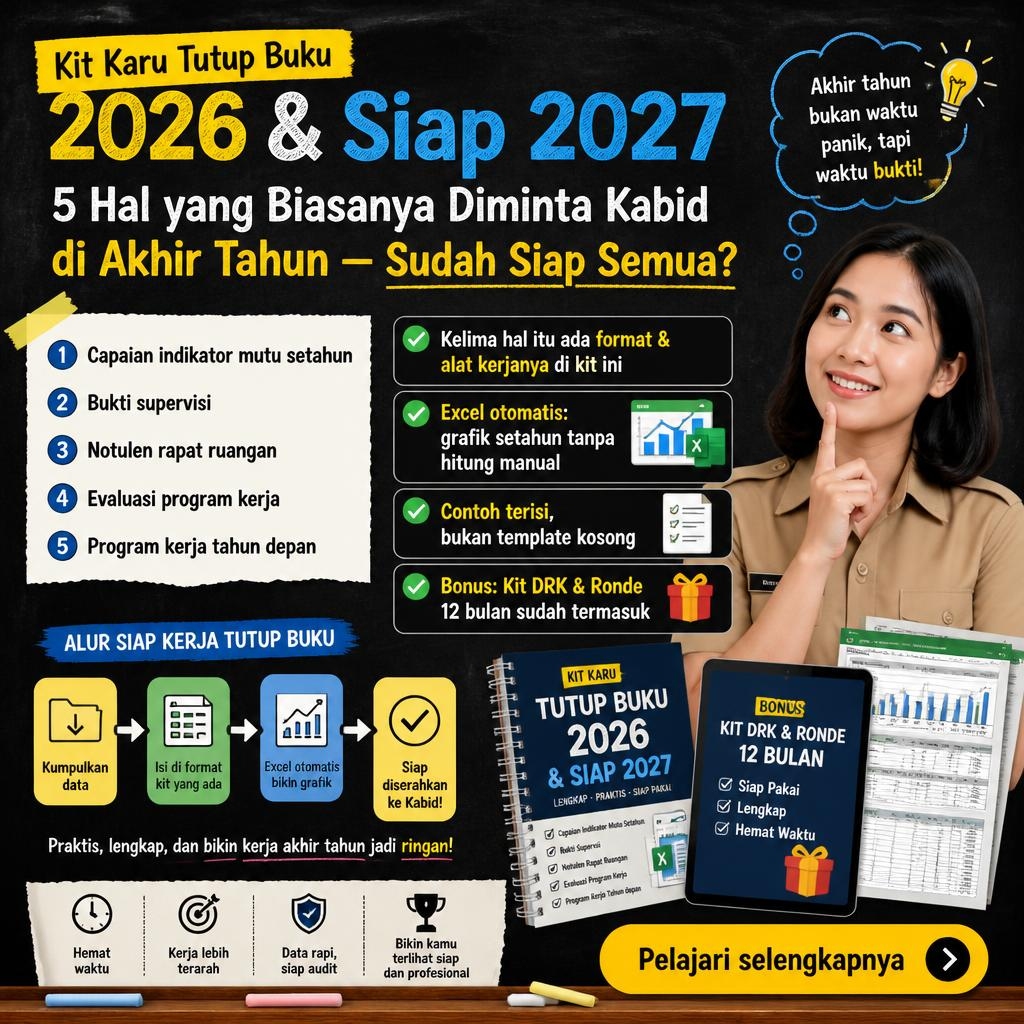 Kit Karu Tutup Buku
2026 & Siap 2027
5 Hal yang Biasanya Diminta Kabid
di Akhir Tahun — Sudah Siap Semua?
Akhir tahun
bukan waktu
panik, tapi
waktu bukti!
1 Capaian indikator mutu setahun
2 Bukti supervisi
3 Notulen rapat ruangan
4 Evaluasi program kerja
5 Program kerja tahun depan
Kelima hal itu ada format &
alat kerjanya di kit ini
Excel otomatis:
grafik setahun tanpa
hitung manual
X
Contoh terisi,
bukan template kosong
Bonus: Kit DRK & Ronde
12 bulan sudah termasuk
ALUR SIAP KERJA TUTUP BUKU
Kumpulkan
data
Isi di format
kit yang ada
Excel otomatis
bikin grafik
Siap
diserahkan
ke Kabid!
Praktis, lengkap, dan bikin kerja akhir tahun jadi ringan!
Hemat
waktu
Kerja lebih
terarah
Data rapi,
siap audit
Bikin kamu
terlihat siap
dan profesional
KIT KARU
TUTUP BUKU
2026
& SIAP 2027
LENGKAP - PRAKTIS - SIAP PAKAI
Capaian Indikator Mutu Setahun
Bukti Supervisi
Notulen Rapat Ruangan
Evaluasi Program Kerja
Program Kerja Tahun depan
X
BONUS
KIT DRK & RONDE
12 BULAN
Siap Pakai
Lengkap
Hemat Waktu
Pelajari selengkapnya